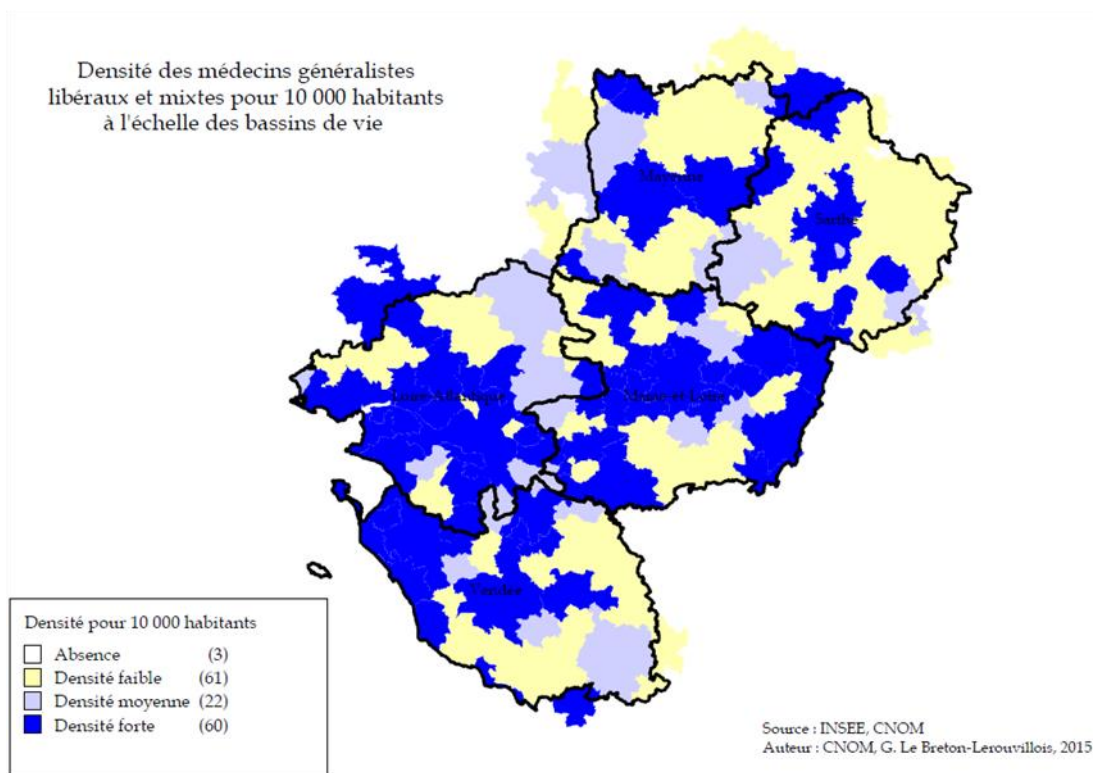 Densité des médecins généralistes
libéraux et mixtes pour 10 000 habitants
à l'échelle des bassins de vie
Mayenne
Sarthe
Loire-Atlantique
Maine-et-Loire
Vendée
Densité pour 10 000 habitants
Absence (3)
Densité faible (61)
Densité moyenne (22)
Densité forte (60)
Source : INSEE, CNOM
Auteur : CNOM, G. Le Breton-Lerouvillois, 2015